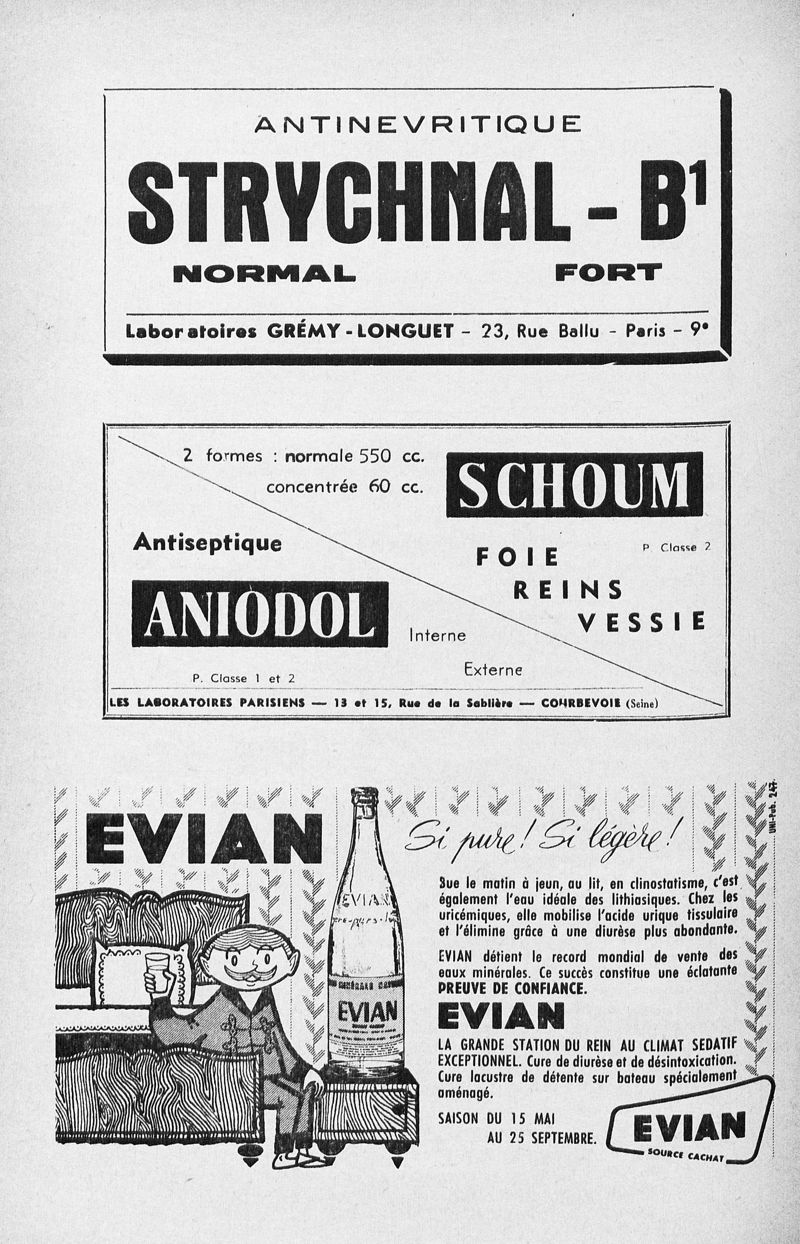 ANTINEVRITIQUE
STRYCHNAL - B1
NORMAL FORT
Laboratoires GRÉMY - LONGUET - 23, Rue Ballu - Paris - 9e
2 formes : normale 550 cc.
concentrée 60 cc.
SCHOUM
P Classe 2
FOIE
REINS
VESSIE
Antiseptique
ANIODOL
Interne
Externe
P. Classe 1 et 2
LES LABORATOIRES PARISIENS — 13 et 15, Rue de la Sablière — COURBEVOIE (Seine)
UNI-Pub. 247
EVIAN
Si pure! Si légère!
EVIAN
EVIAN
Bue le matin à jeun, au lit, en clinostatisme, c'est
également l'eau idéale des lithiasiques. Chez les
uricémiques, elle mobilise l'acide urique tissulaire
et l'élimine grâce à une diurèse plus abondante.
EVIAN détient le record mondial de vente des
eaux minérales. Ce succès constitue une éclatante
PREUVE DE CONFIANCE.
EVIAN
LA GRANDE STATION DU REIN AU CLIMAT SEDATIF
EXCEPTIONNEL. Cure de diurèse et de désintoxication.
Cure lacustre de détente sur bateau spécialement
aménagé.
SAISON DU 15 MAI
AU 25 SEPTEMBRE.
EVIAN
SOURCE CACHAT